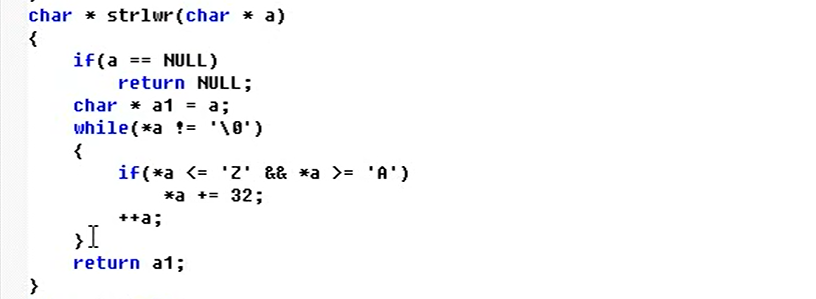 char * strlwr(char * a)
{
    if(a == NULL)
        return NULL;
    char * a1 = a;
    while(*a != '\0')
    {
        if(*a <= 'Z' && *a >= 'A')
            *a += 32;
        ++a;
    }
    return a1;
}